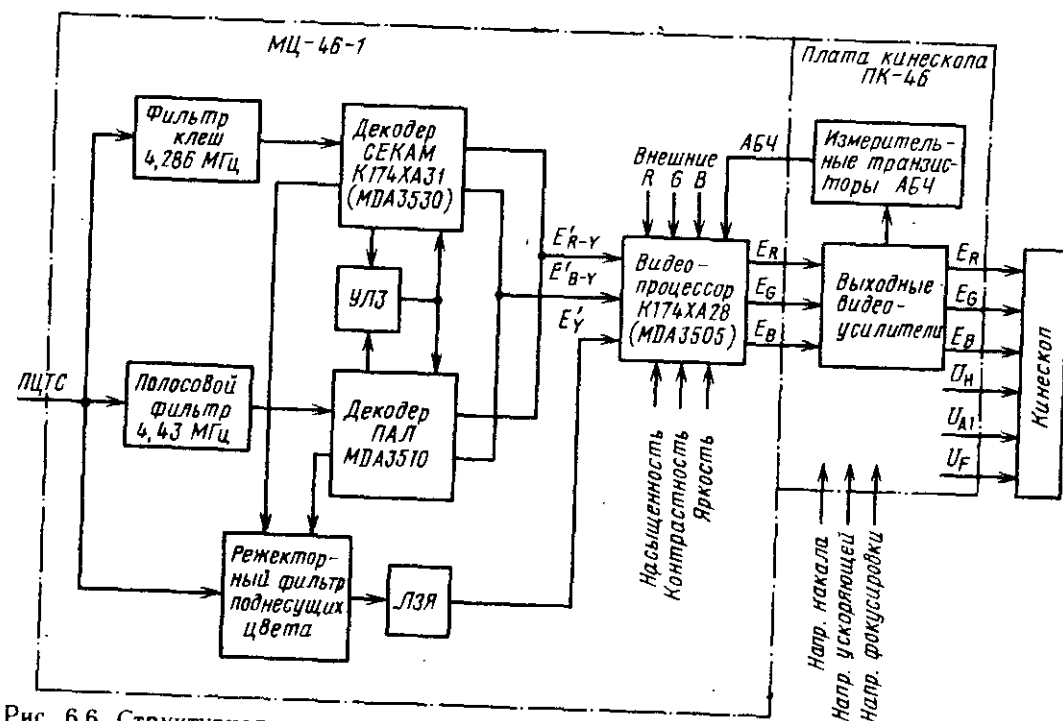 МЦ-46-1
Плата кинескопа
ПК-46
Фильтр
клеш
4,286 МГц
Декодер
СЕКАМ
К174ХА31
(MDA3530)
АБЧ
Внешние
R G B
Измеритель-
ные транзис-
торы АБЧ
E'R-Y
E'B-Y
E'Y
УЛЗ
Видео-
процессор
К174ХА28
(MDA3505)
ER
EG
EB
Выходные
видео-
усилители
ER
EG
EB
UH
UA1
UF
Кинескоп
ПЦТС
Полосовой
фильтр
4,43 МГц
Декодер
ПАЛ
MDA3510
Насыщенность
Контрастность
Яркость
Режектор-
ный фильтр
поднесущих
цвета
ЛЗЯ
Напр. накала
Напр. ускоряющей
Напр. фокусировки
Рис. 6.6. Структурная